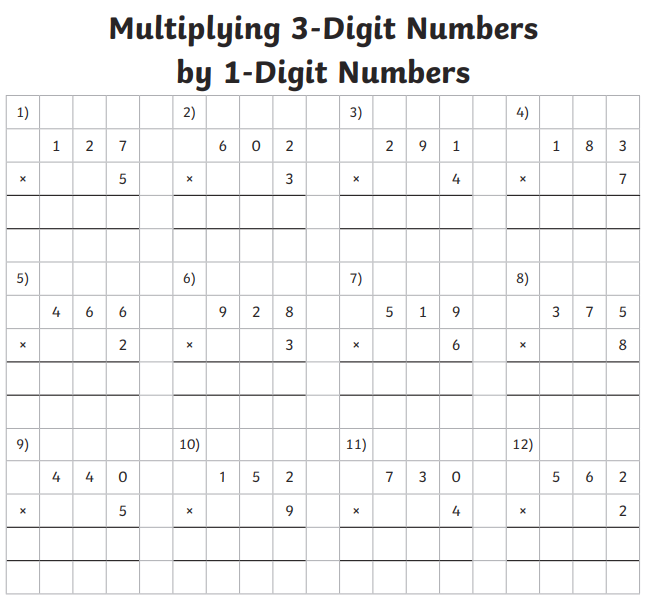 Multiplying 3-Digit Numbers
by 1-Digit Numbers
1) 2) 3) 4)
1 2 7 6 0 2 2 9 1 1 8 3
× 5 × 3 × 4 × 7
5) 6) 7) 8)
4 6 6 9 2 8 5 1 9 3 7 5
× 2 × 3 × 6 × 8
9) 10) 11) 12)
4 4 0 1 5 2 7 3 0 5 6 2
× 5 × 9 × 4 × 2